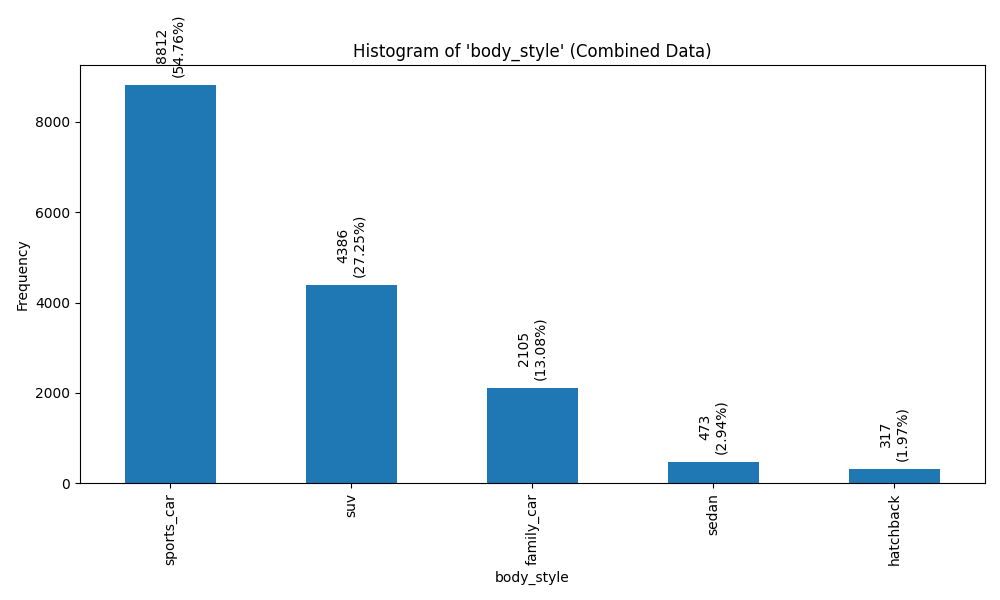 Histogram of 'body_style' (Combined Data)
8812
(54.76%)
4386
(27.25%)
2105
(13.08%)
473
(2.94%)
317
(1.97%)
Frequency
8000
6000
4000
2000
0
sports_car
suv
family_car
sedan
hatchback
body_style